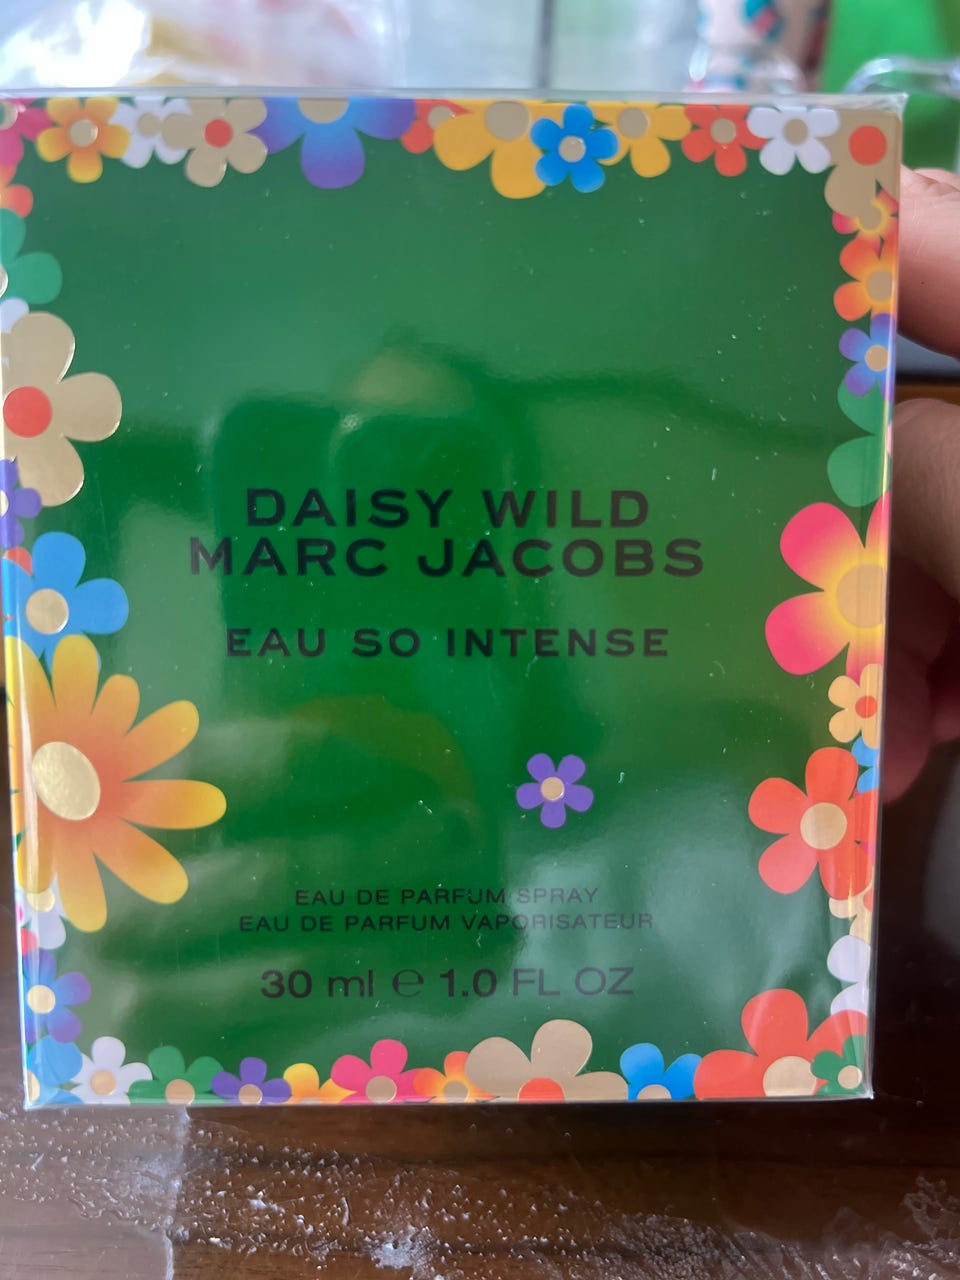 DAISY WILD
MARC JACOBS
EAU SO INTENSE
EAU DE PARFUM SPRAY
EAU DE PARFUM VAPORISATEUR
30 ml ℮ 1.0 FL OZ